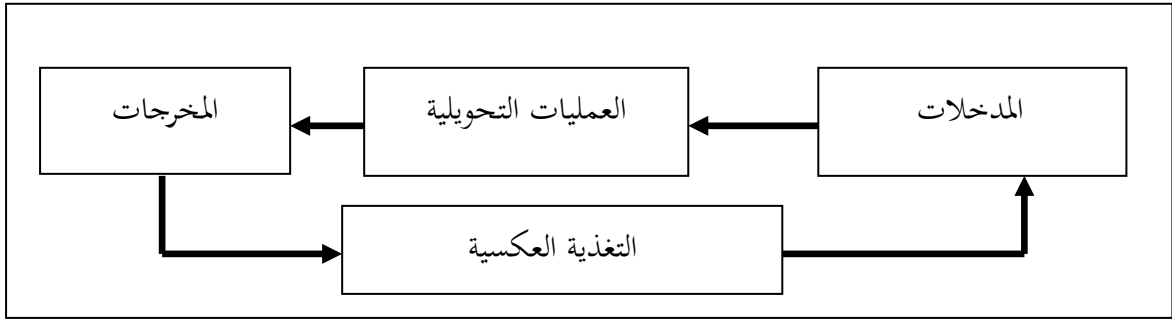 المدخلات
العمليات التحويلية
المخرجات
التغذية العكسية